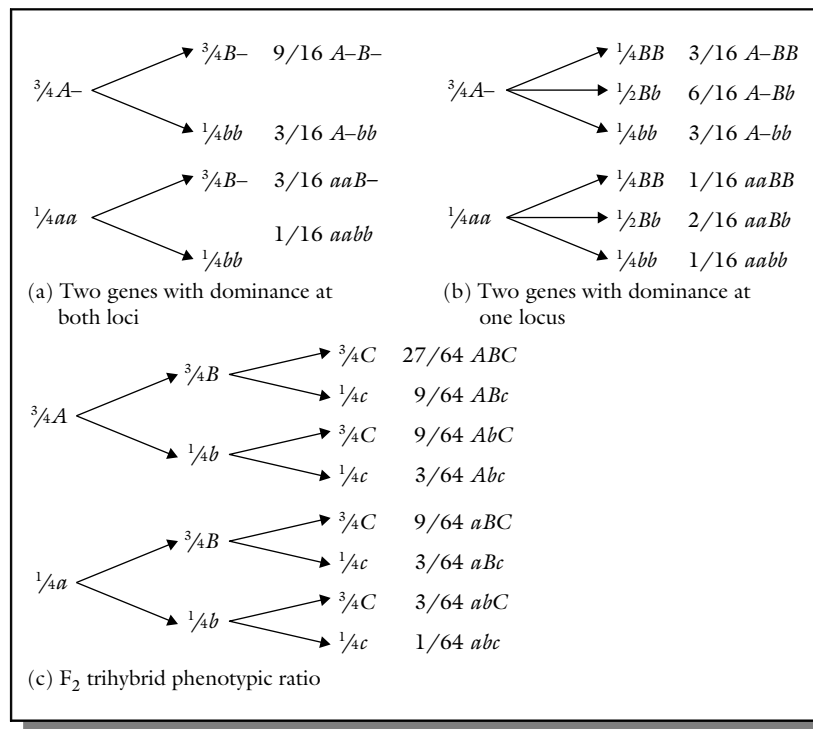 ³⁄₄B– 9/16 A–B–
³⁄₄A–
¹⁄₄bb 3/16 A–bb
³⁄₄B– 3/16 aaB–
¹⁄₄aa
1/16 aabb
¹⁄₄bb
(a) Two genes with dominance at
both loci
¹⁄₄BB 3/16 A–BB
³⁄₄A– ¹⁄₂Bb 6/16 A–Bb
¹⁄₄bb 3/16 A–bb
¹⁄₄BB 1/16 aaBB
¹⁄₄aa ¹⁄₂Bb 2/16 aaBb
¹⁄₄bb 1/16 aabb
(b) Two genes with dominance at
one locus
³⁄₄C 27/64 ABC
³⁄₄B
¹⁄₄c 9/64 ABc
³⁄₄A
³⁄₄C 9/64 AbC
¹⁄₄b
¹⁄₄c 3/64 Abc
³⁄₄C 9/64 aBC
³⁄₄B
¹⁄₄c 3/64 aBc
¹⁄₄a
³⁄₄C 3/64 abC
¹⁄₄b
¹⁄₄c 1/64 abc
(c) F₂ trihybrid phenotypic ratio